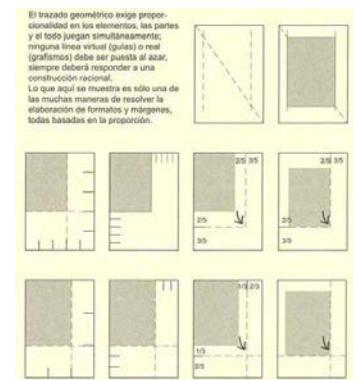 El trazado geométrico exige propor-
cionalidad en los elementos, las partes
y el todo juegan simultáneamente;
ninguna línea virtual (guías) o real
(grafismos) debe ser puesta al azar,
siempre deberá responder a una
construcción racional.
Lo que aquí se muestra es sólo una de
las muchas maneras de resolver la
elaboración de formatos y márgenes,
todas basadas en la proporción.
2/5 3/5
2/5 3/5
2/5
2/5
3/5
3/5
1/3 2/3
1/3
2/3